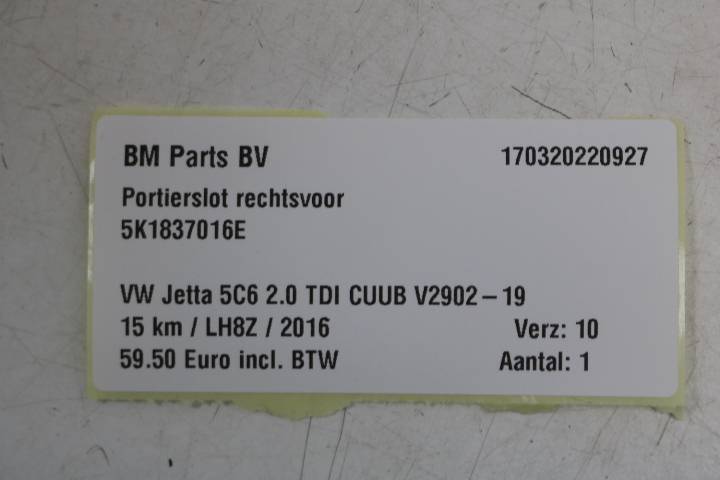 BM Parts BV 170320220927
Portierslot rechtsvoor
5K1837016E
VW Jetta 5C6 2.0 TDI CUUB V2902 – 19
15 km / LH8Z / 2016 Verz: 10
59.50 Euro incl. BTW Aantal: 1